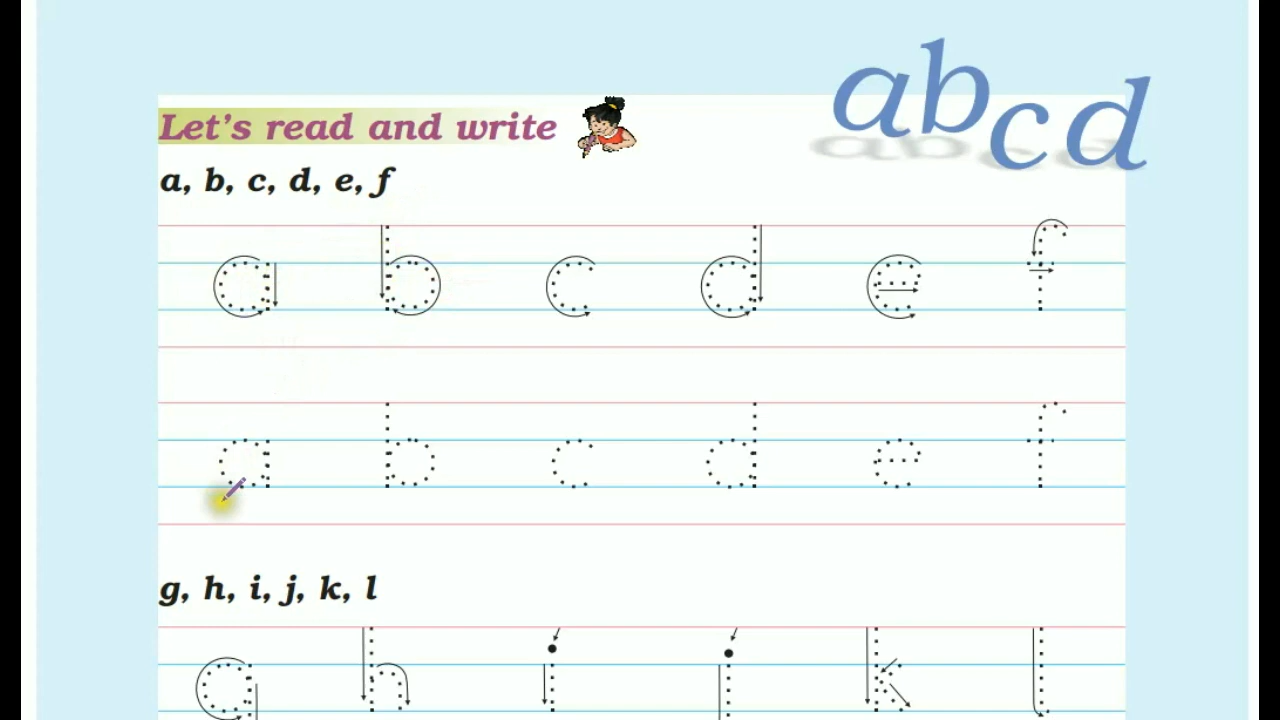 abcd
Let's read and write
a, b, c, d, e, f
a b c d e f
a b c d e f
g, h, i, j, k, l
g h i j k l